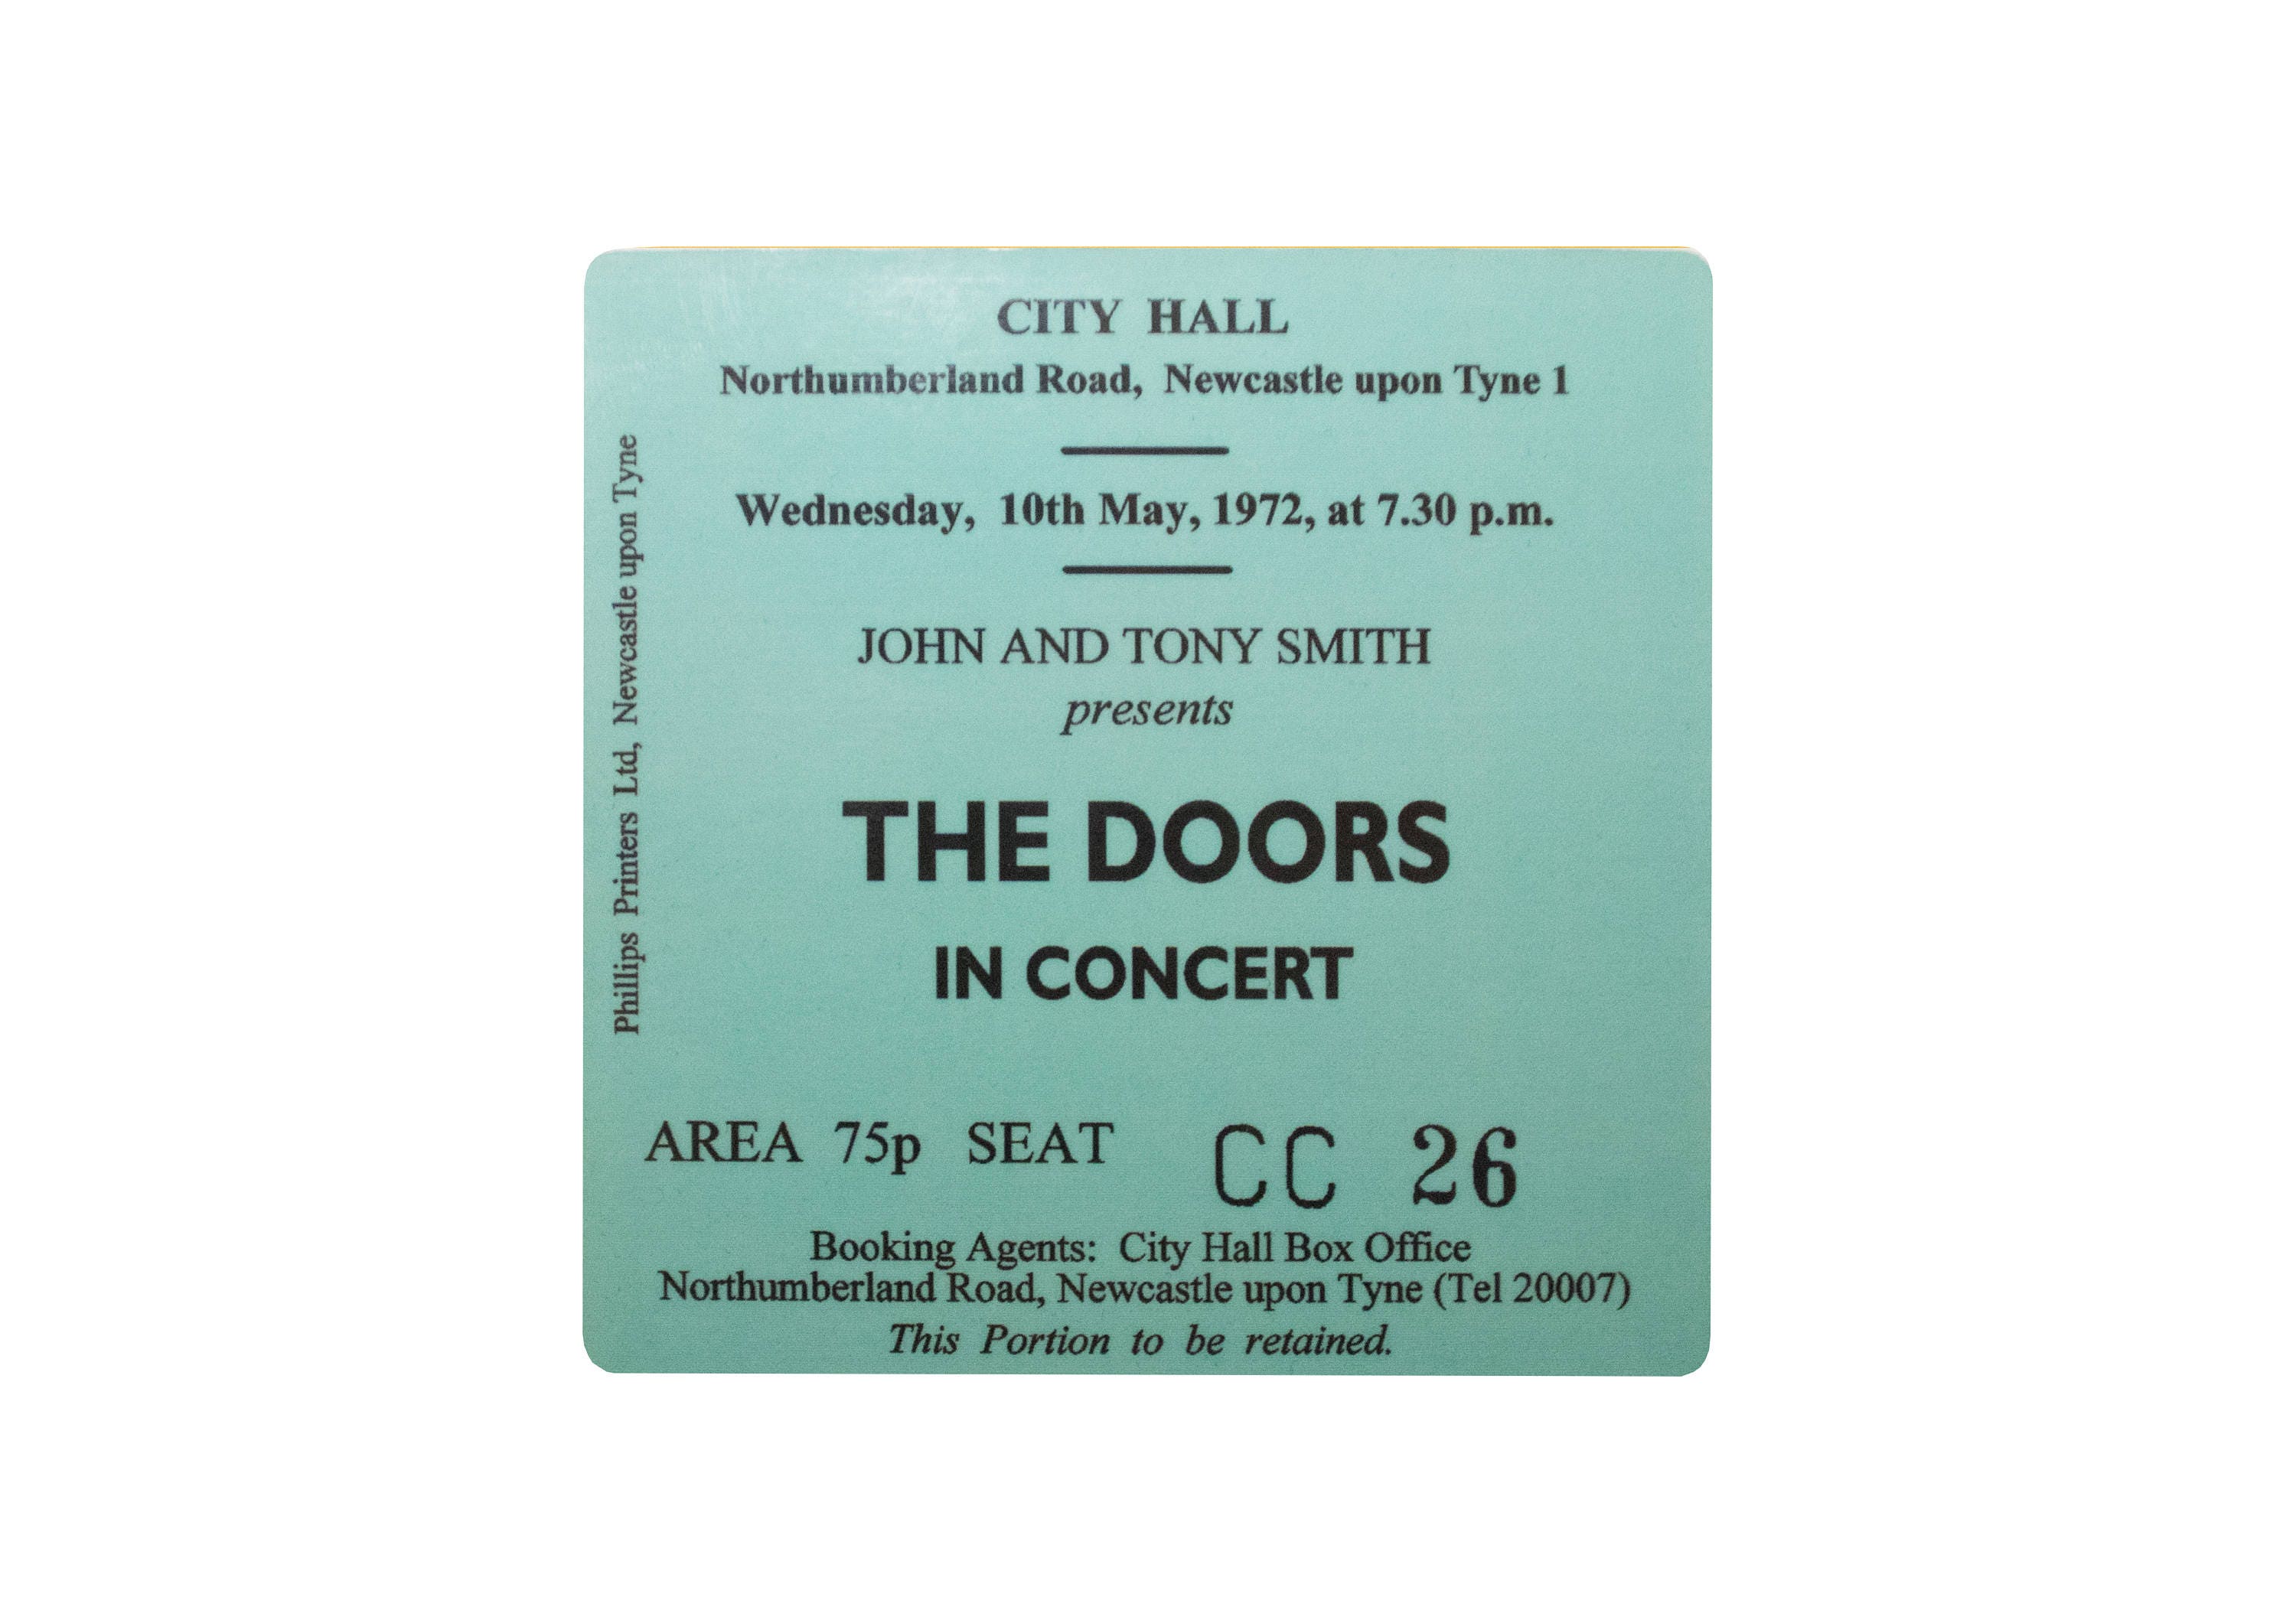 CITY HALL
Northumberland Road, Newcastle upon Tyne 1
Wednesday, 10th May, 1972, at 7.30 p.m.
JOHN AND TONY SMITH
presents
THE DOORS
IN CONCERT
AREA 75p SEAT CC 26
Booking Agents: City Hall Box Office
Northumberland Road, Newcastle upon Tyne (Tel 20007)
This Portion to be retained.
Phillips Printers Ltd, Newcastle upon Tyne